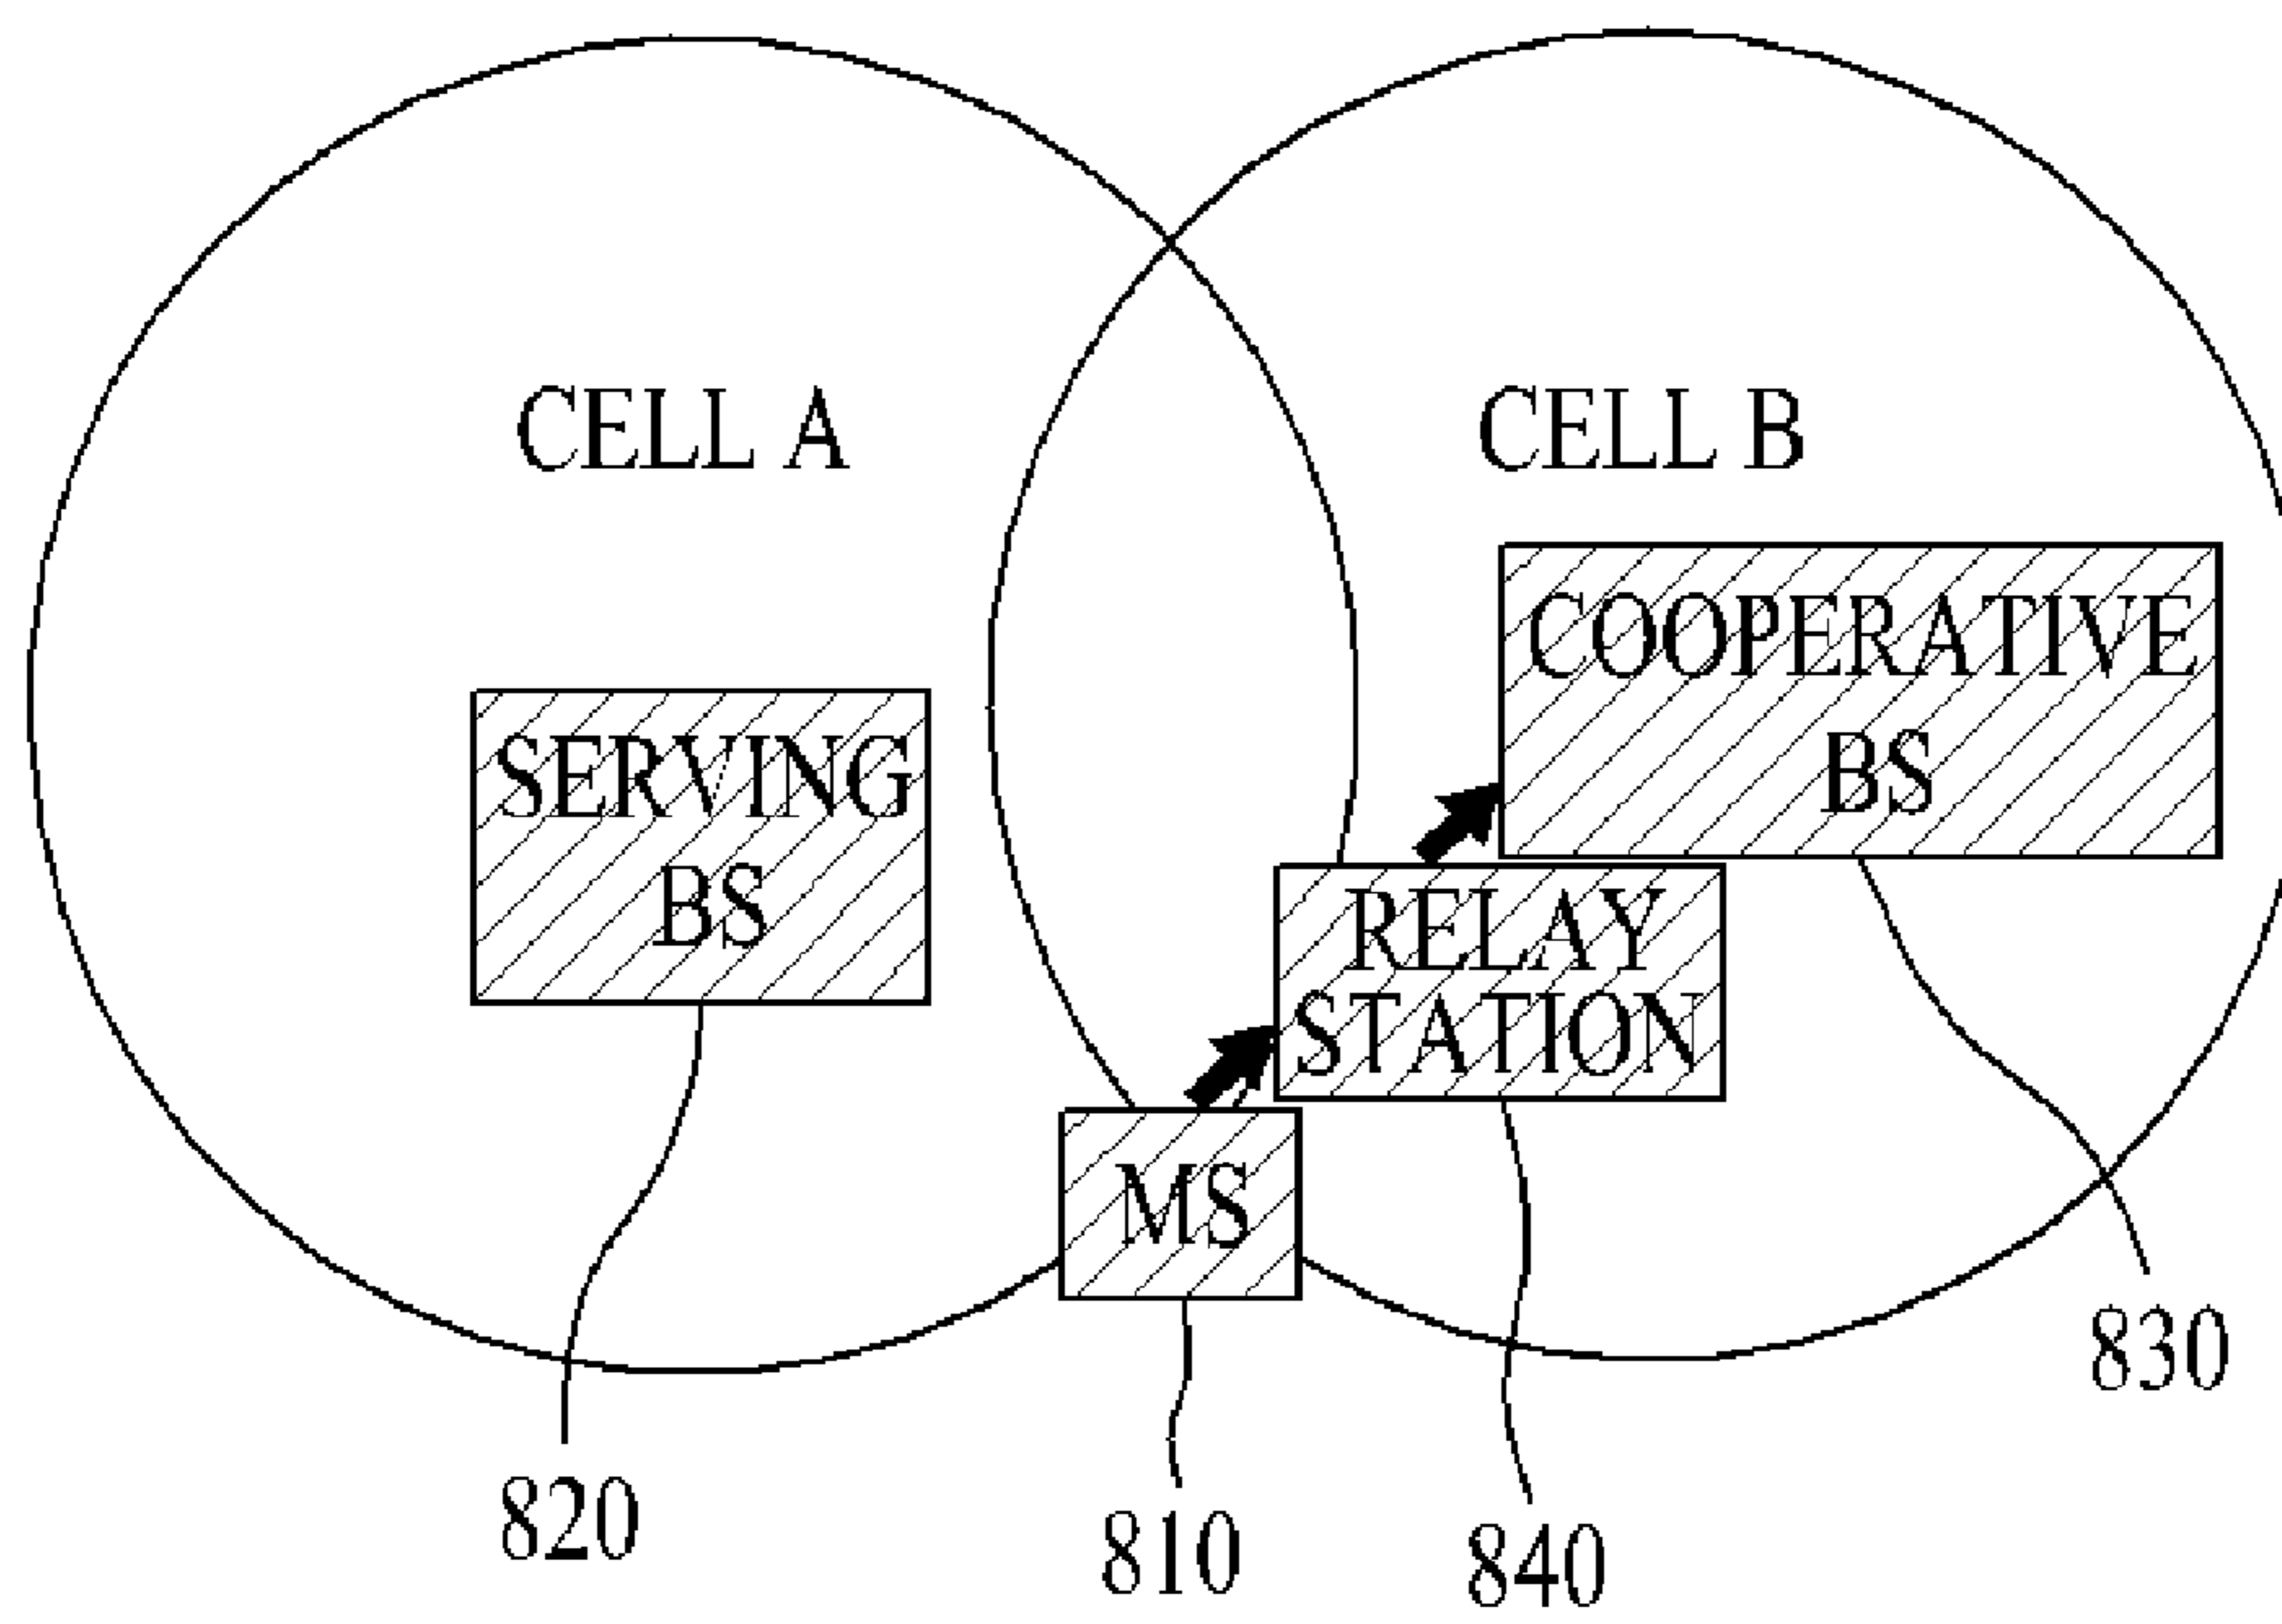 CELL A
CELL B
COOPERATIVE
BS
SERVING
BS
RELAY
STATION
MS
830
820
810
840